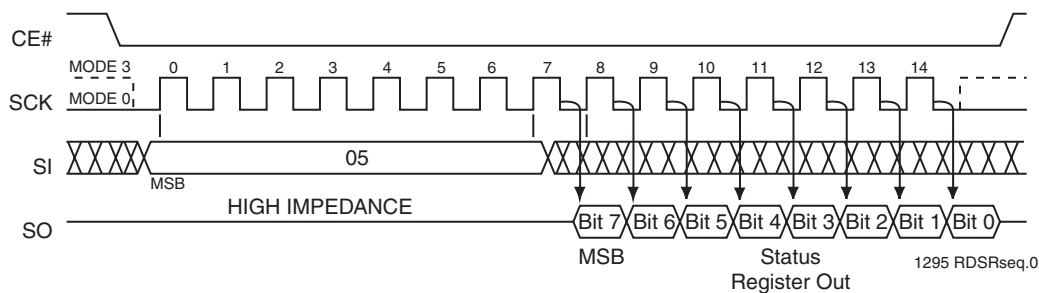 CE#
MODE 3
0 1 2 3 4 5 6 7 8 9 10 11 12 13 14
SCK
MODE 0
SI
05
MSB
HIGH IMPEDANCE
SO
Bit 7 Bit 6 Bit 5 Bit 4 Bit 3 Bit 2 Bit 1 Bit 0
MSB
Status
Register Out
1295 RDSRseq.0